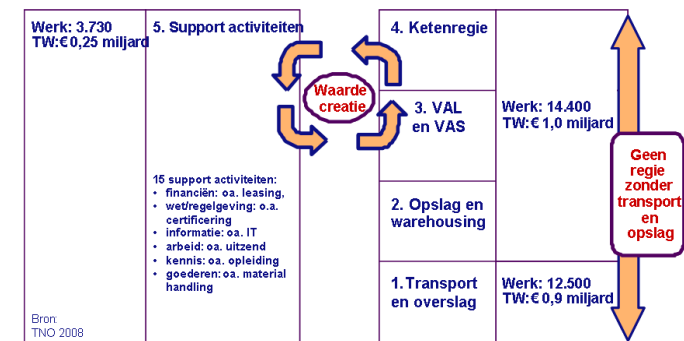 Werk: 3.730
TW:€ 0,25 miljard
5. Support activiteiten
15 support activiteiten:
• financiën: oa. leasing,
• wet/regelgeving: o.a.
certificering
• informatie: oa. IT
• arbeid: oa. uitzend
• kennis: oa. opleiding
• goederen: oa. material
handling
Bron:
TNO 2008
Waarde
creatie
4. Ketenregie
3. VAL
en VAS
2. Opslag en
warehousing
1. Transport
en overslag
Werk: 14.400
TW:€ 1,0 miljard
Werk: 12.500
TW:€ 0,9 miljard
Geen
regie
zonder
transport
en
opslag